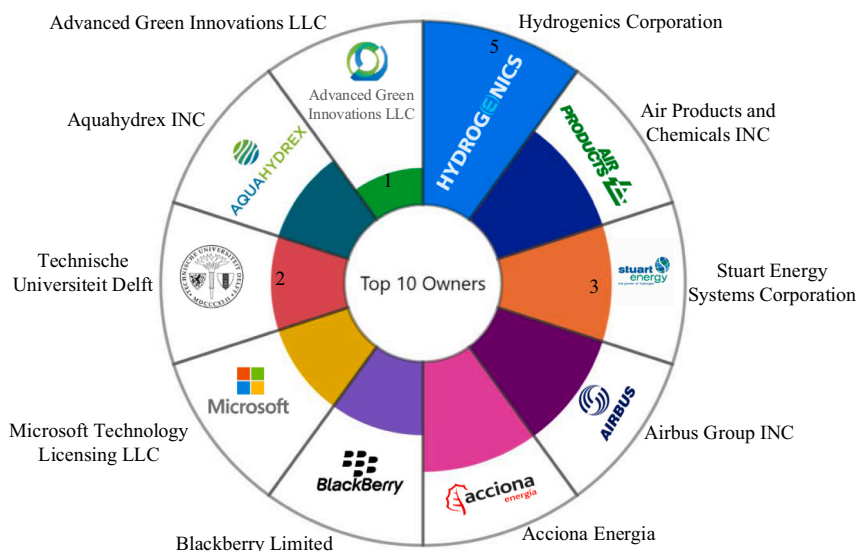 Advanced Green Innovations LLC
Hydrogenics Corporation
5
HYDROGENICS
Advanced Green
Innovations LLC
Air Products and
Chemicals INC
AIR
PRODUCTS
Aquahydrex INC
AQUAHYDREX
1
Technische
Universiteit Delft
2
Top 10 Owners
3
stuart
energy
Stuart Energy
Systems Corporation
Microsoft
Microsoft Technology
Licensing LLC
AIRBUS
Airbus Group INC
BlackBerry
Blackberry Limited
acciona
energia
Acciona Energia